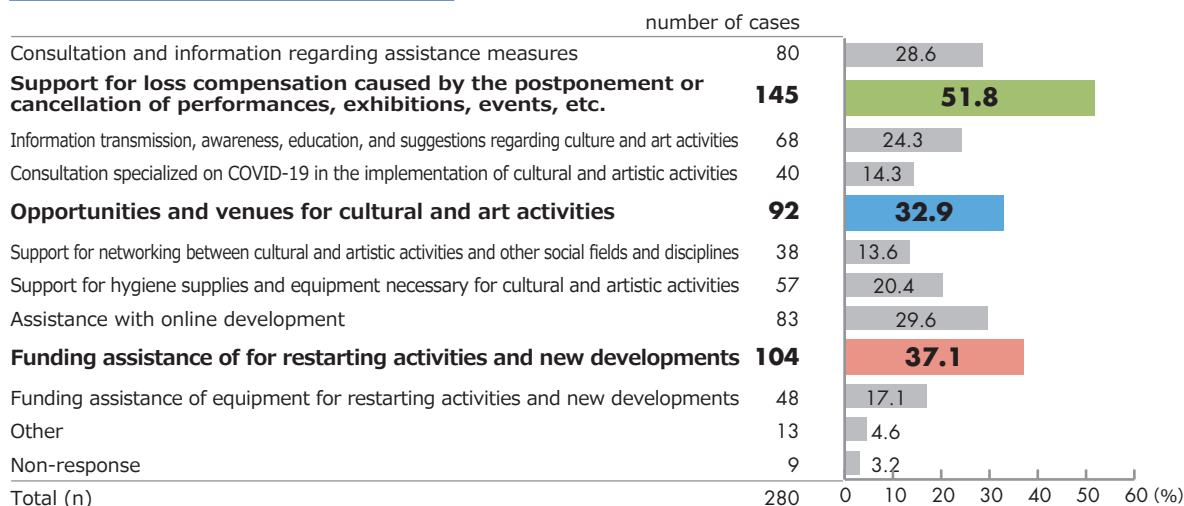 number of cases
Consultation and information regarding assistance measures 80 28.6
Support for loss compensation caused by the postponement or
cancellation of performances, exhibitions, events, etc. 145 51.8
Information transmission, awareness, education, and suggestions regarding culture and art activities 68 24.3
Consultation specialized on COVID-19 in the implementation of cultural and artistic activities 40 14.3
Opportunities and venues for cultural and art activities 92 32.9
Support for networking between cultural and artistic activities and other social fields and disciplines 38 13.6
Support for hygiene supplies and equipment necessary for cultural and artistic activities 57 20.4
Assistance with online development 83 29.6
Funding assistance of for restarting activities and new developments 104 37.1
Funding assistance of equipment for restarting activities and new developments 48 17.1
Other 13 4.6
Non-response 9 3.2
Total (n) 280 0 10 20 30 40 50 60 (%)